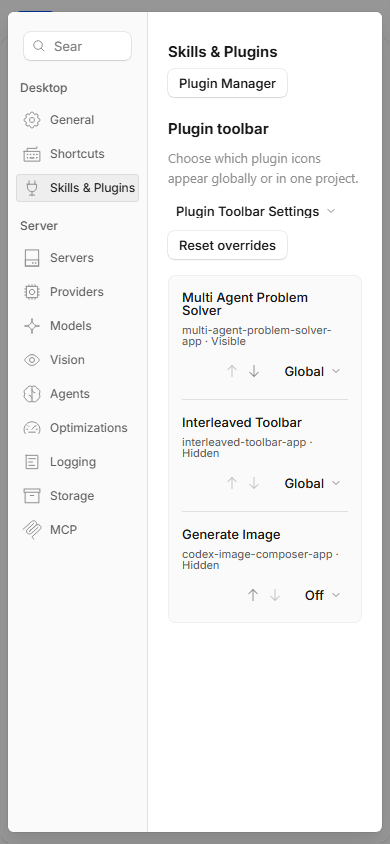 Sear
Desktop
General
Shortcuts
Skills & Plugins
Server
Servers
Providers
Models
Vision
Agents
Optimizations
Logging
Storage
MCP
Skills & Plugins
Plugin Manager
Plugin toolbar
Choose which plugin icons
appear globally or in one project.
Plugin Toolbar Settings
Reset overrides
Multi Agent Problem
Solver
multi-agent-problem-solver-
app · Visible
Global
Interleaved Toolbar
interleaved-toolbar-app ·
Hidden
Global
Generate Image
codex-image-composer-app ·
Hidden
Off